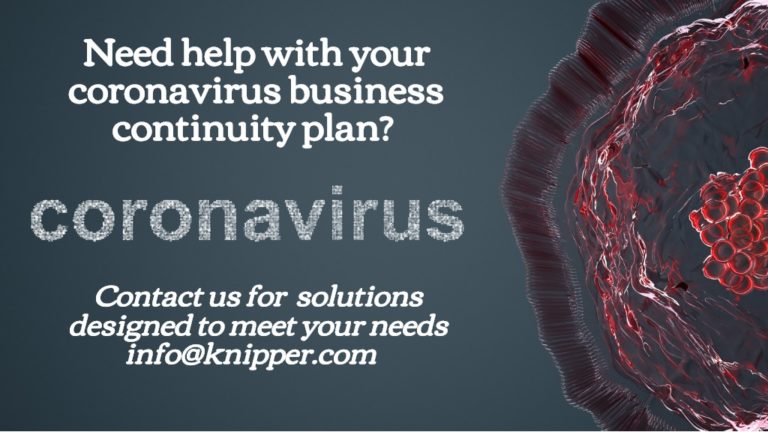 Need help with your
coronavirus business
continuity plan?
coronavirus
Contact us for solutions
designed to meet your needs
info@knipper.com